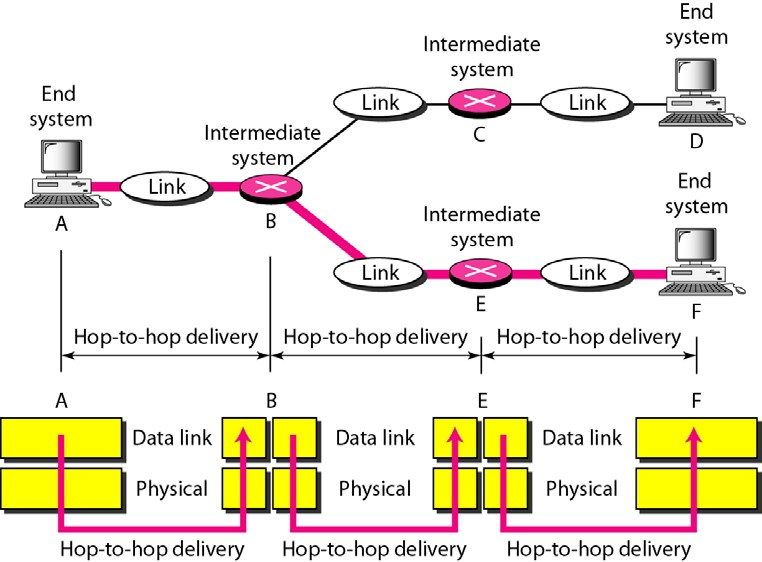 End
system
Intermediate
system
Link
Link
C
D
End
system
Intermediate
system
Link
A
B
End
system
Intermediate
system
Link
Link
E
F
Hop-to-hop delivery
Hop-to-hop delivery
Hop-to-hop delivery
A
B
E
F
Data link
Data link
Data link
Physical
Physical
Physical
Hop-to-hop delivery
Hop-to-hop delivery
Hop-to-hop delivery